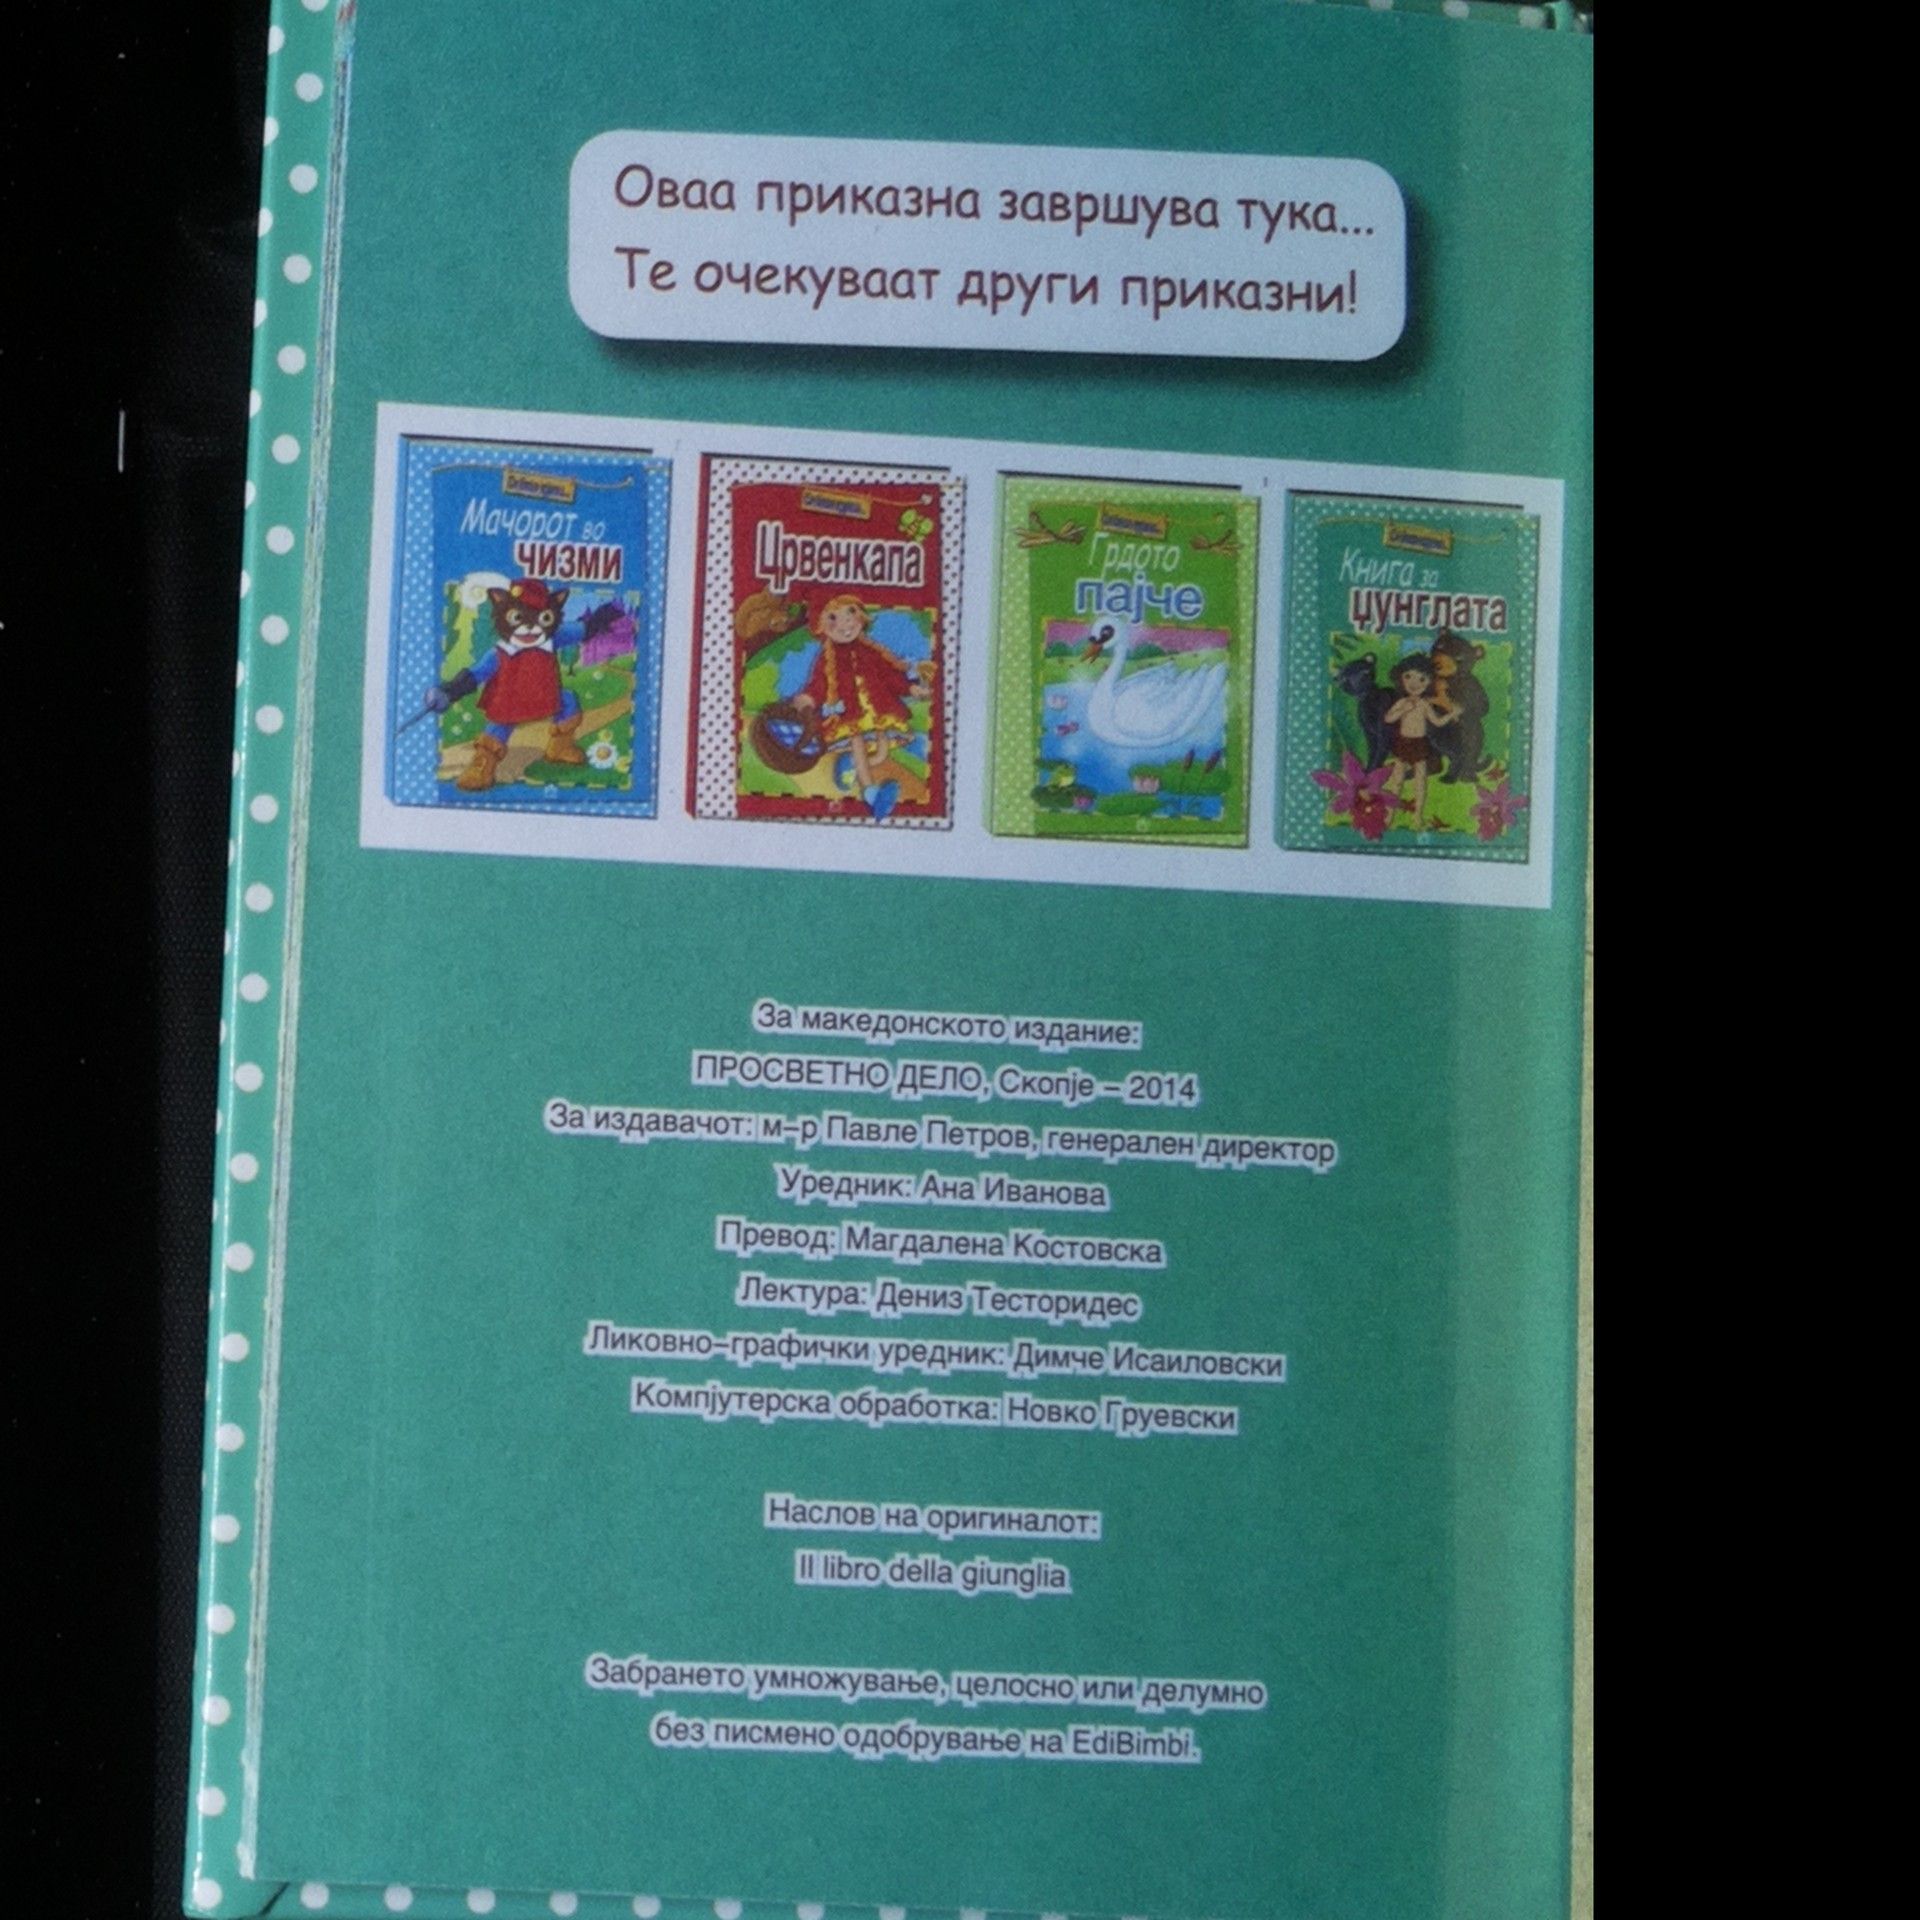 Оваа приказна завршува тука...
Те очекуваат други приказни!
Мачорот во
чизми
Црвенкапа
Грдото
пајче
Книга за
џунглата
За македонското издание:
ПРОСВЕТНО ДЕЛО, Скопје – 2014
За издавачот: м–р Павле Петров, генерален директор
Уредник: Ана Иванова
Превод: Магдалена Костовска
Лектура: Дениз Тесторидес
Ликовно–графички уредник: Димче Исаиловски
Компјутерска обработка: Новко Груевски
Наслов на оригиналот:
Il libro della giunglia
Забрането умножување, целосно или делумно
без писмено одобрување на EdiBimbi.